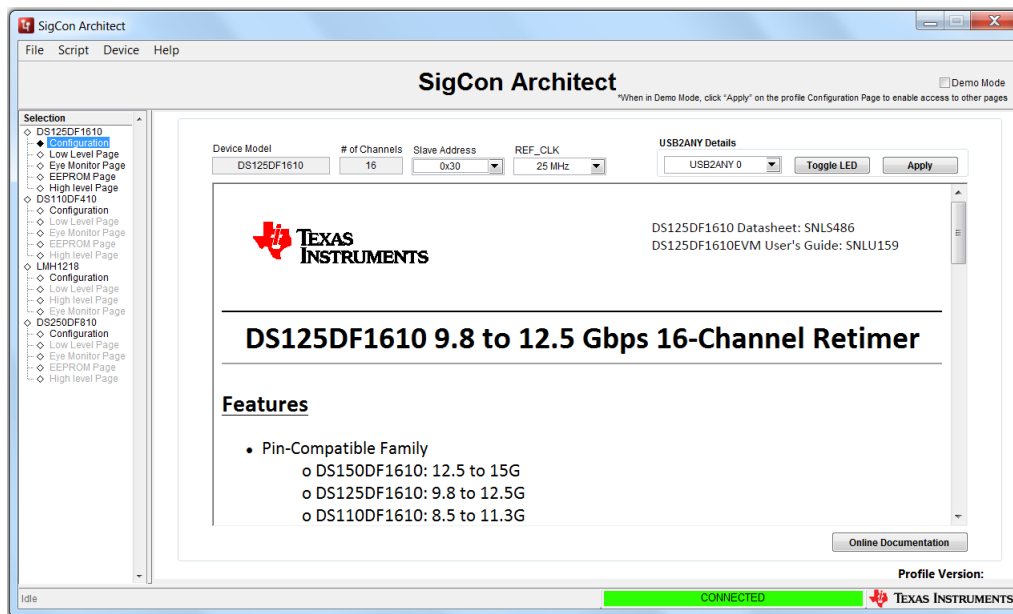 SigCon Architect
File Script Device Help
SigCon Architect
Demo Mode
*When in Demo Mode, click "Apply" on the profile Configuration Page to enable access to other pages
Selection
DS125DF1610
Configuration
Low Level Page
Eye Monitor Page
EEPROM Page
High level Page
DS110DF410
Configuration
Low Level Page
Eye Monitor Page
EEPROM Page
High level Page
LMH1218
Configuration
Low Level Page
High level Page
Eye Monitor Page
DS250DF810
Configuration
Low Level Page
Eye Monitor Page
EEPROM Page
High level Page
Device Model # of Channels Slave Address REF_CLK USB2ANY Details
DS125DF1610 16 0x30 25 MHz USB2ANY 0 Toggle LED Apply
TEXAS
INSTRUMENTS
DS125DF1610 Datasheet: SNLS486
DS125DF1610EVM User's Guide: SNLU159
DS125DF1610 9.8 to 12.5 Gbps 16-Channel Retimer
Features
• Pin-Compatible Family
o DS150DF1610: 12.5 to 15G
o DS125DF1610: 9.8 to 12.5G
o DS110DF1610: 8.5 to 11.3G
Online Documentation
Profile Version:
Idle CONNECTED TEXAS INSTRUMENTS